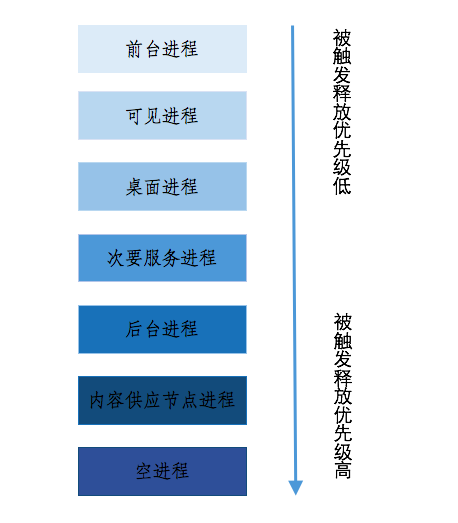 前台进程
可见进程
桌面进程
次要服务进程
后台进程
内容供应节点进程
空进程
被触发释放优先级低
被触发释放优先级高